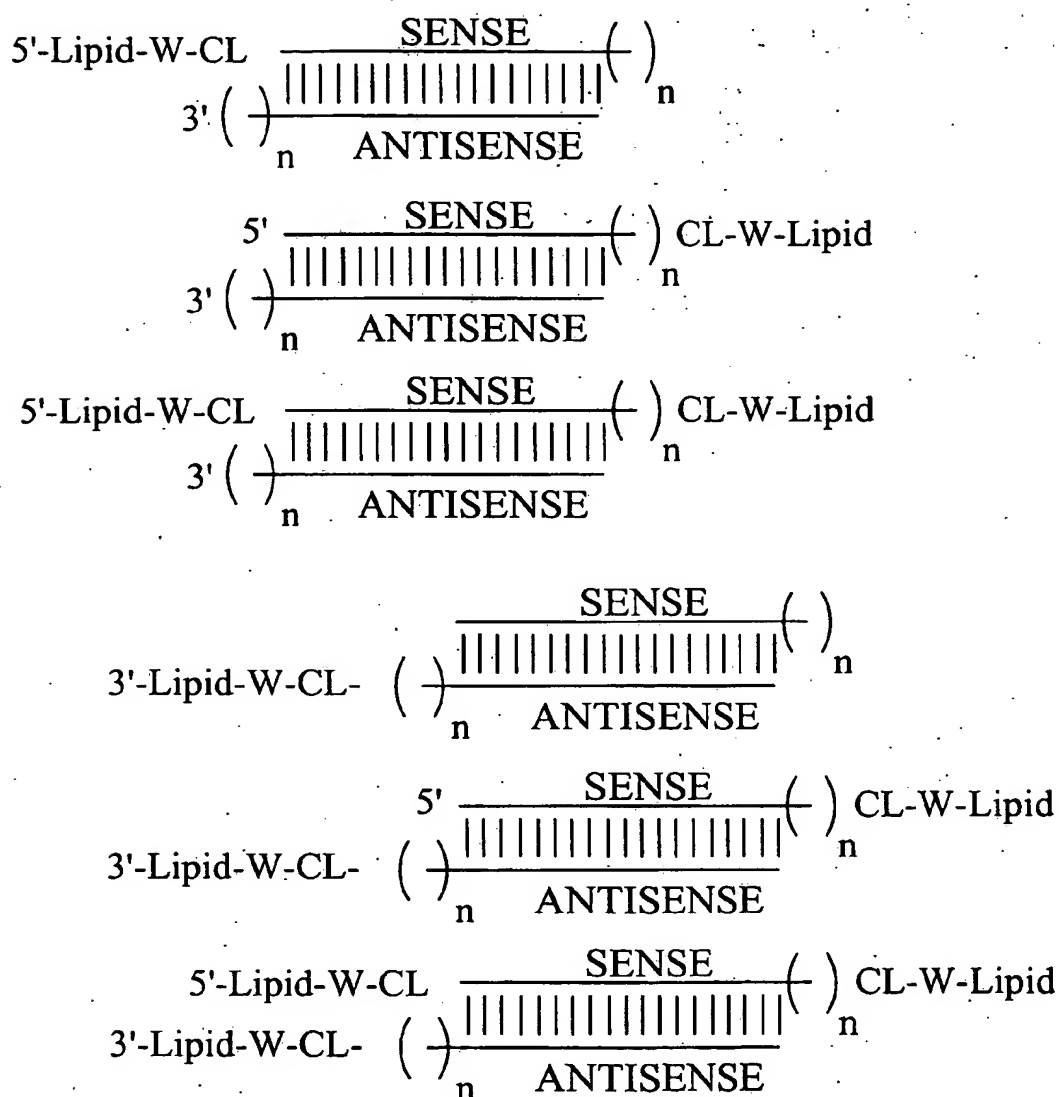 SENSE
5'-Lipid-W-CL ( )n
3' ( )n ANTISENSE
SENSE
5' ( )n CL-W-Lipid
3' ( )n ANTISENSE
SENSE
5'-Lipid-W-CL ( )n CL-W-Lipid
3' ( )n ANTISENSE
SENSE
( )n
3'-Lipid-W-CL- ( )n ANTISENSE
SENSE
5' ( )n CL-W-Lipid
3'-Lipid-W-CL- ( )n ANTISENSE
SENSE
5'-Lipid-W-CL ( )n CL-W-Lipid
3'-Lipid-W-CL- ( )n ANTISENSE